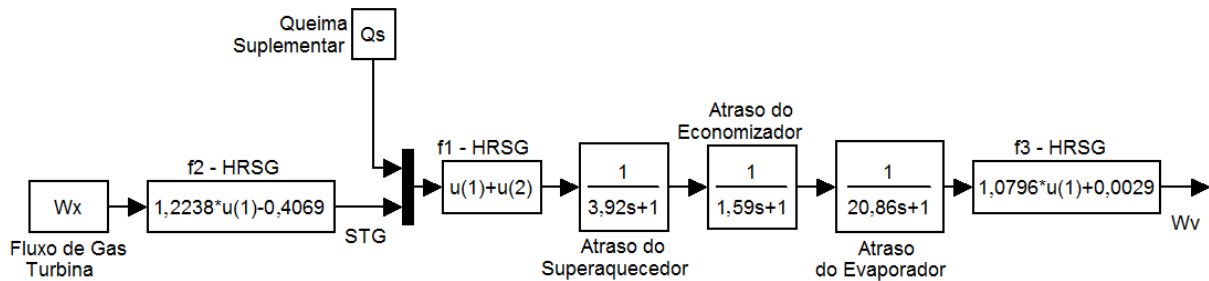 Queima
Suplementar
Qs
f2 - HRSG
Wx
1,2238*u(1)-0,4069
STG
Fluxo de Gas
Turbina
f1 - HRSG
u(1)+u(2)
1
3,92s+1
Atraso do
Superaquecedor
Atraso do
Economizador
1
1,59s+1
1
20,86s+1
Atraso
do Evaporador
f3 - HRSG
1,0796*u(1)+0,0029
Wv